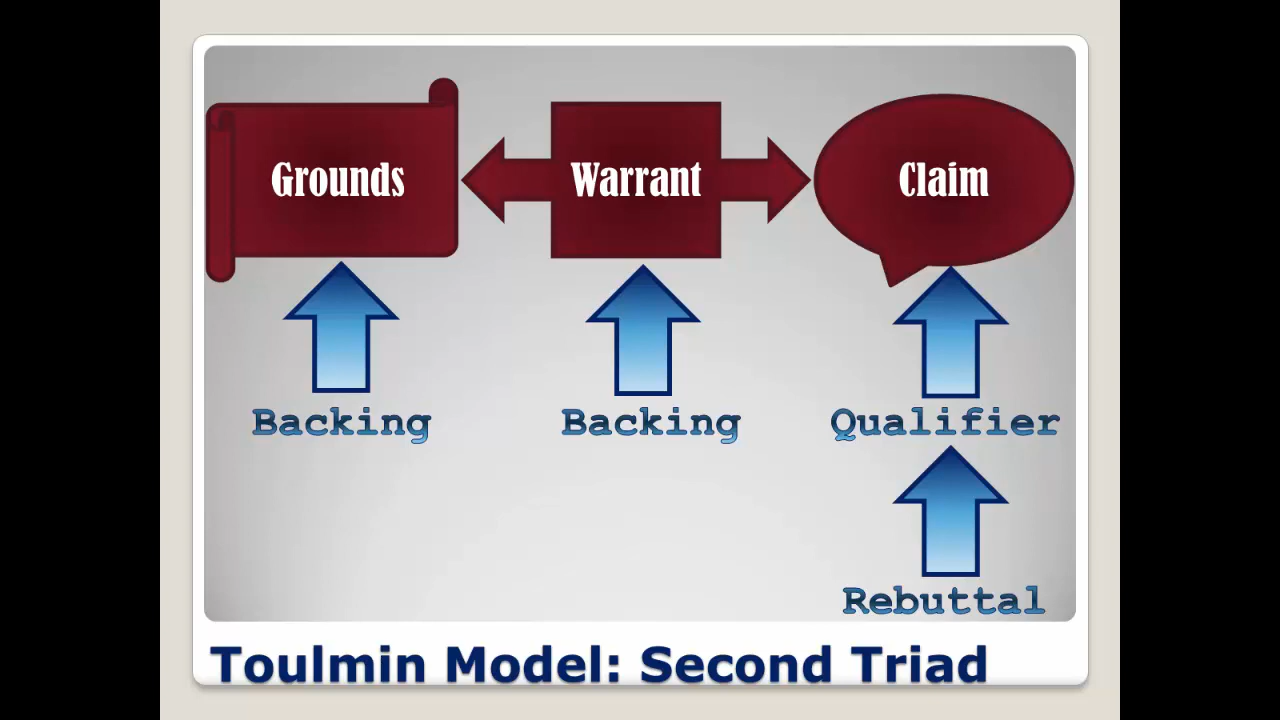 Grounds
Warrant
Claim
Backing
Backing
Qualifier
Rebuttal
Toulmin Model: Second Triad